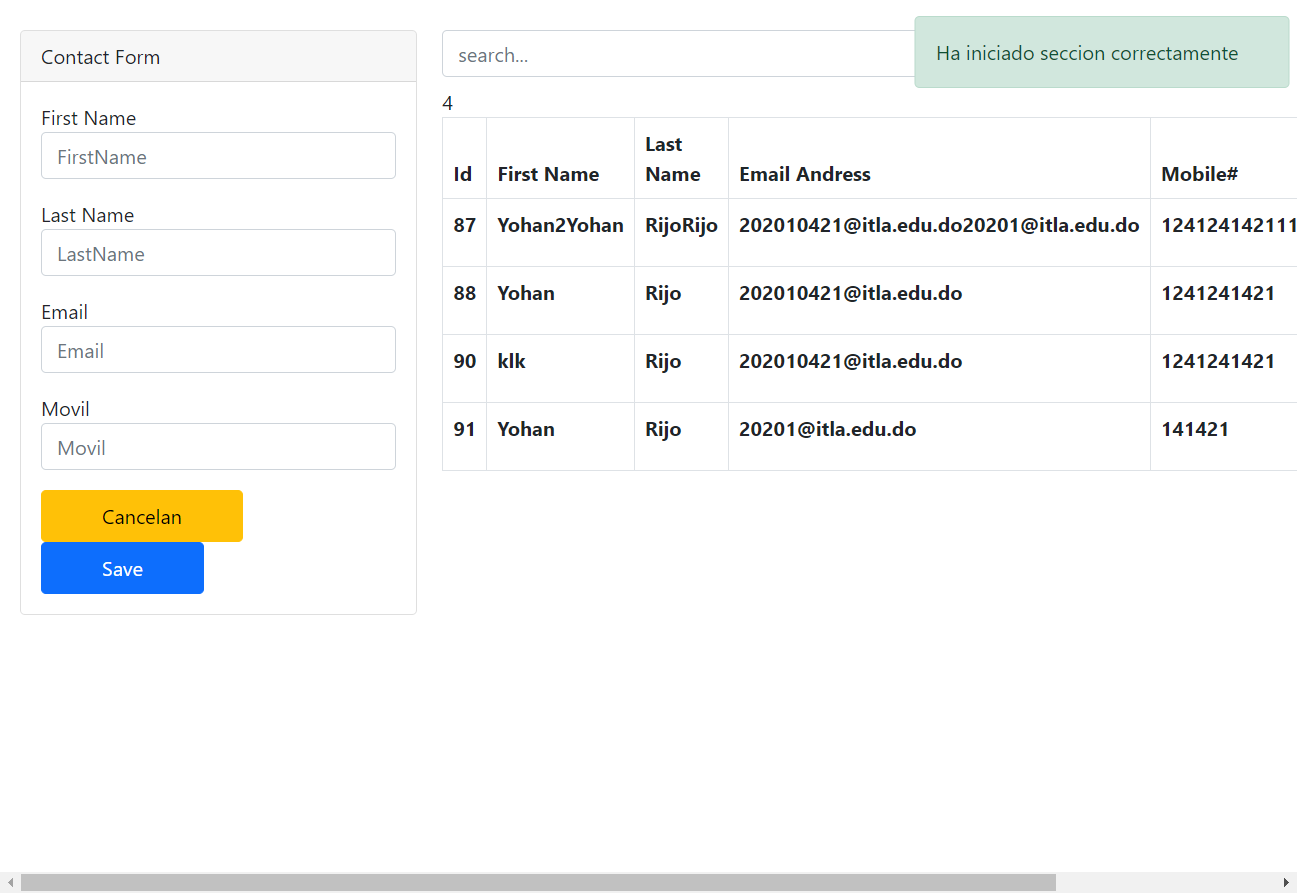 Contact Form
First Name
FirstName
Last Name
LastName
Email
Email
Movil
Movil
Cancelan
Save
search...
Ha iniciado seccion correctamente
4
Id First Name Last Name Email Andress Mobile#
87 Yohan2Yohan RijoRijo 202010421@itla.edu.do20201@itla.edu.do 124124142111
88 Yohan Rijo 202010421@itla.edu.do 1241241421
90 klk Rijo 202010421@itla.edu.do 1241241421
91 Yohan Rijo 20201@itla.edu.do 141421